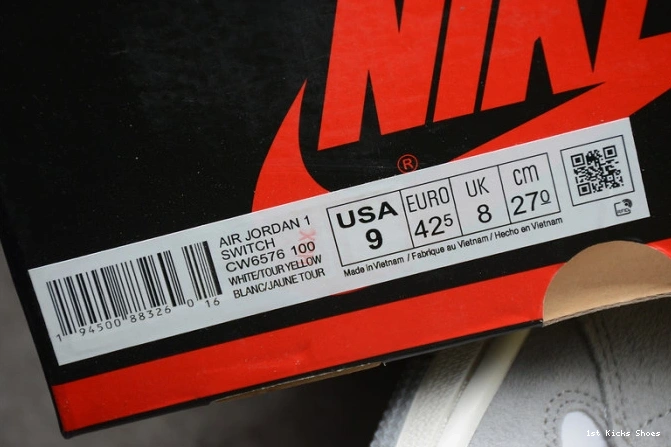 NIKE
®
AIR JORDAN 1
SWITCH
CW6576 100
WHITE/TOUR YELLOW
BLANC/JAUNE TOUR
1 94500 88326 0 16
USA
9
EURO
42 5
UK
8
cm
27 0
Made in Vietnam / Fabrique au Vietnam / Hecho en Vietnam
1st Kicks Shoes